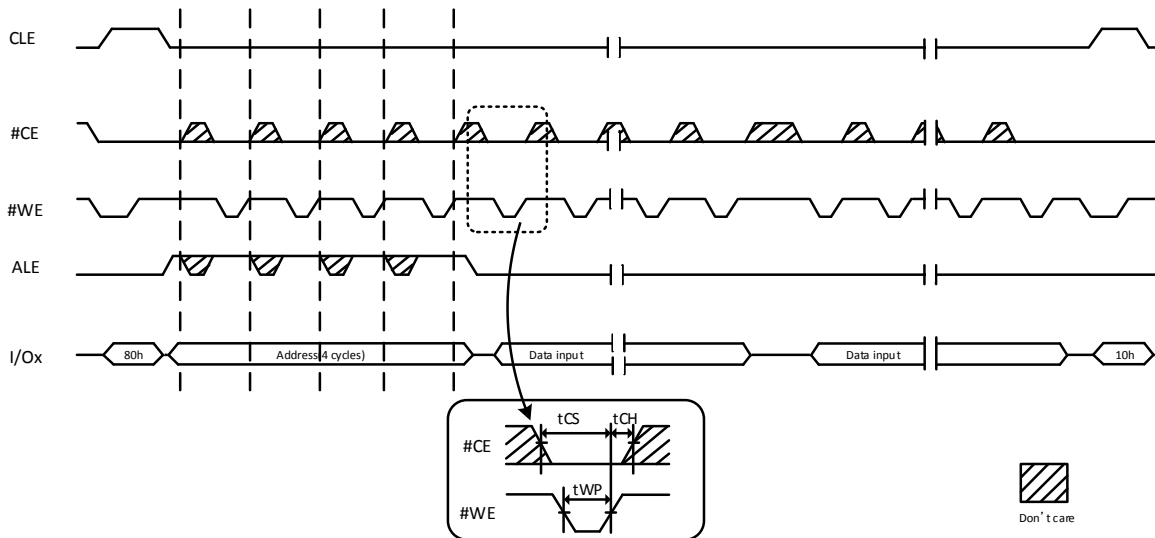 CLE
#CE
#WE
ALE
I/Ox
80h
Address(4 cycles)
Data input
Data input
10h
tCS
tCH
#CE
tWP
#WE
Don't care